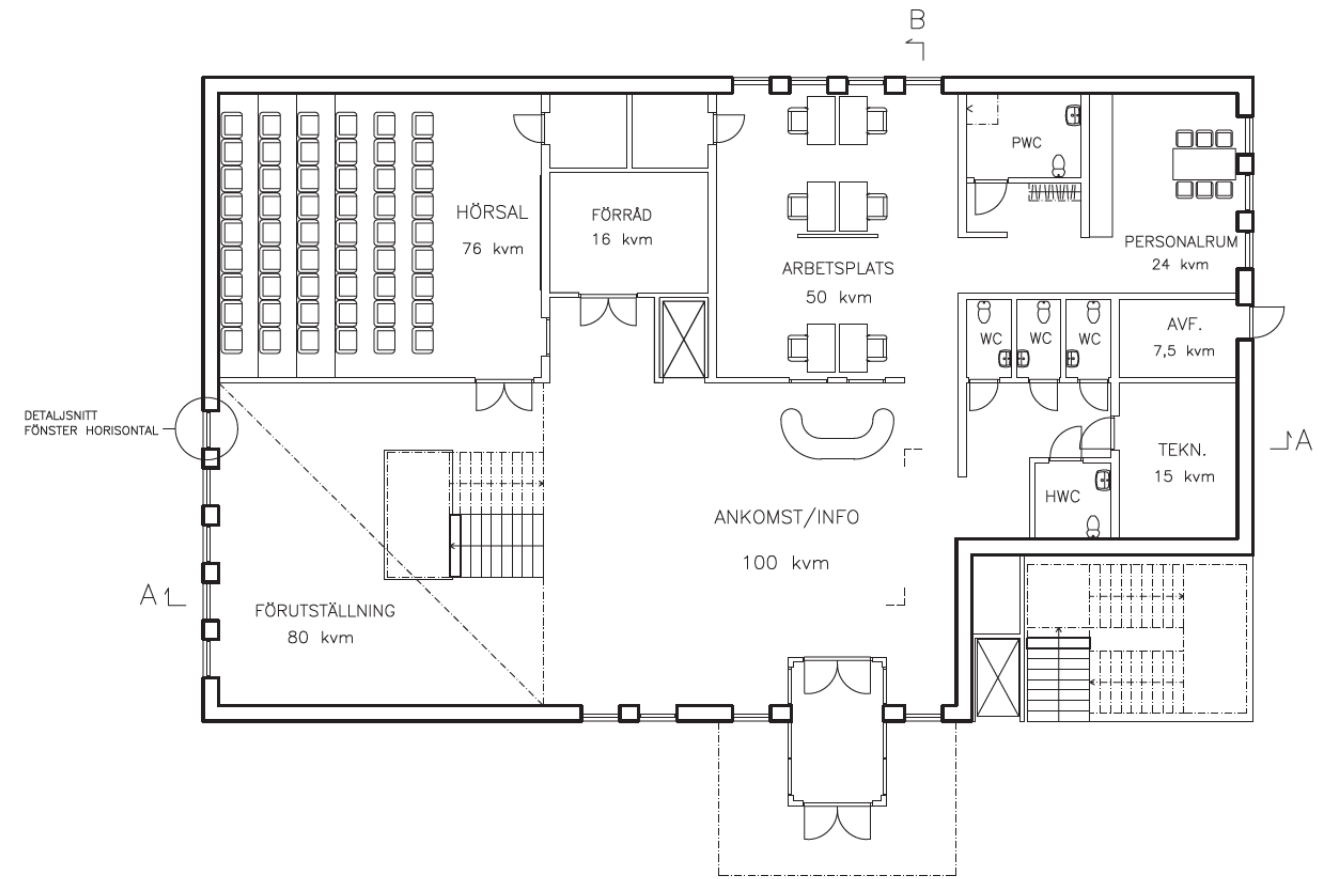 B
PWC
HÖRSAL
76 kvm
FÖRRÅD
16 kvm
ARBETSPLATS
50 kvm
PERSONALRUM
24 kvm
WC
WC
WC
AVF.
7,5 kvm
DETALJSNITT
FÖNSTER HORISONTAL
A
TEKN.
15 kvm
HWC
ANKOMST/INFO
100 kvm
A
FÖRUTSTÄLLNING
80 kvm